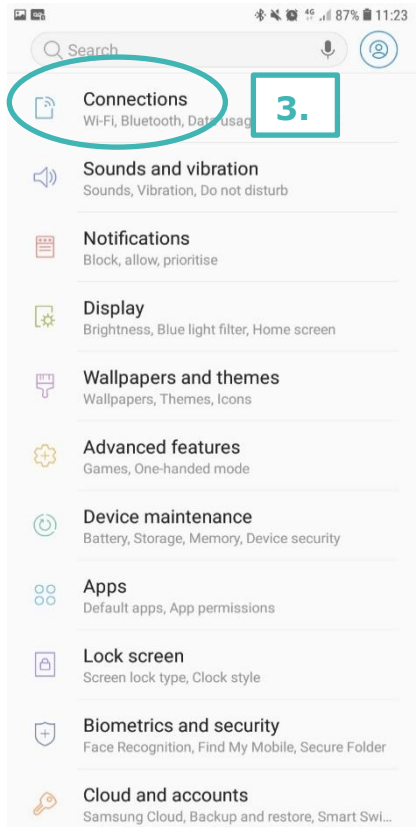 4G 87% 11:23
Search
Connections
Wi-Fi, Bluetooth, Data usag
3.
Sounds and vibration
Sounds, Vibration, Do not disturb
Notifications
Block, allow, prioritise
Display
Brightness, Blue light filter, Home screen
Wallpapers and themes
Wallpapers, Themes, Icons
Advanced features
Games, One-handed mode
Device maintenance
Battery, Storage, Memory, Device security
Apps
Default apps, App permissions
Lock screen
Screen lock type, Clock style
Biometrics and security
Face Recognition, Find My Mobile, Secure Folder
Cloud and accounts
Samsung Cloud, Backup and restore, Smart Swi...